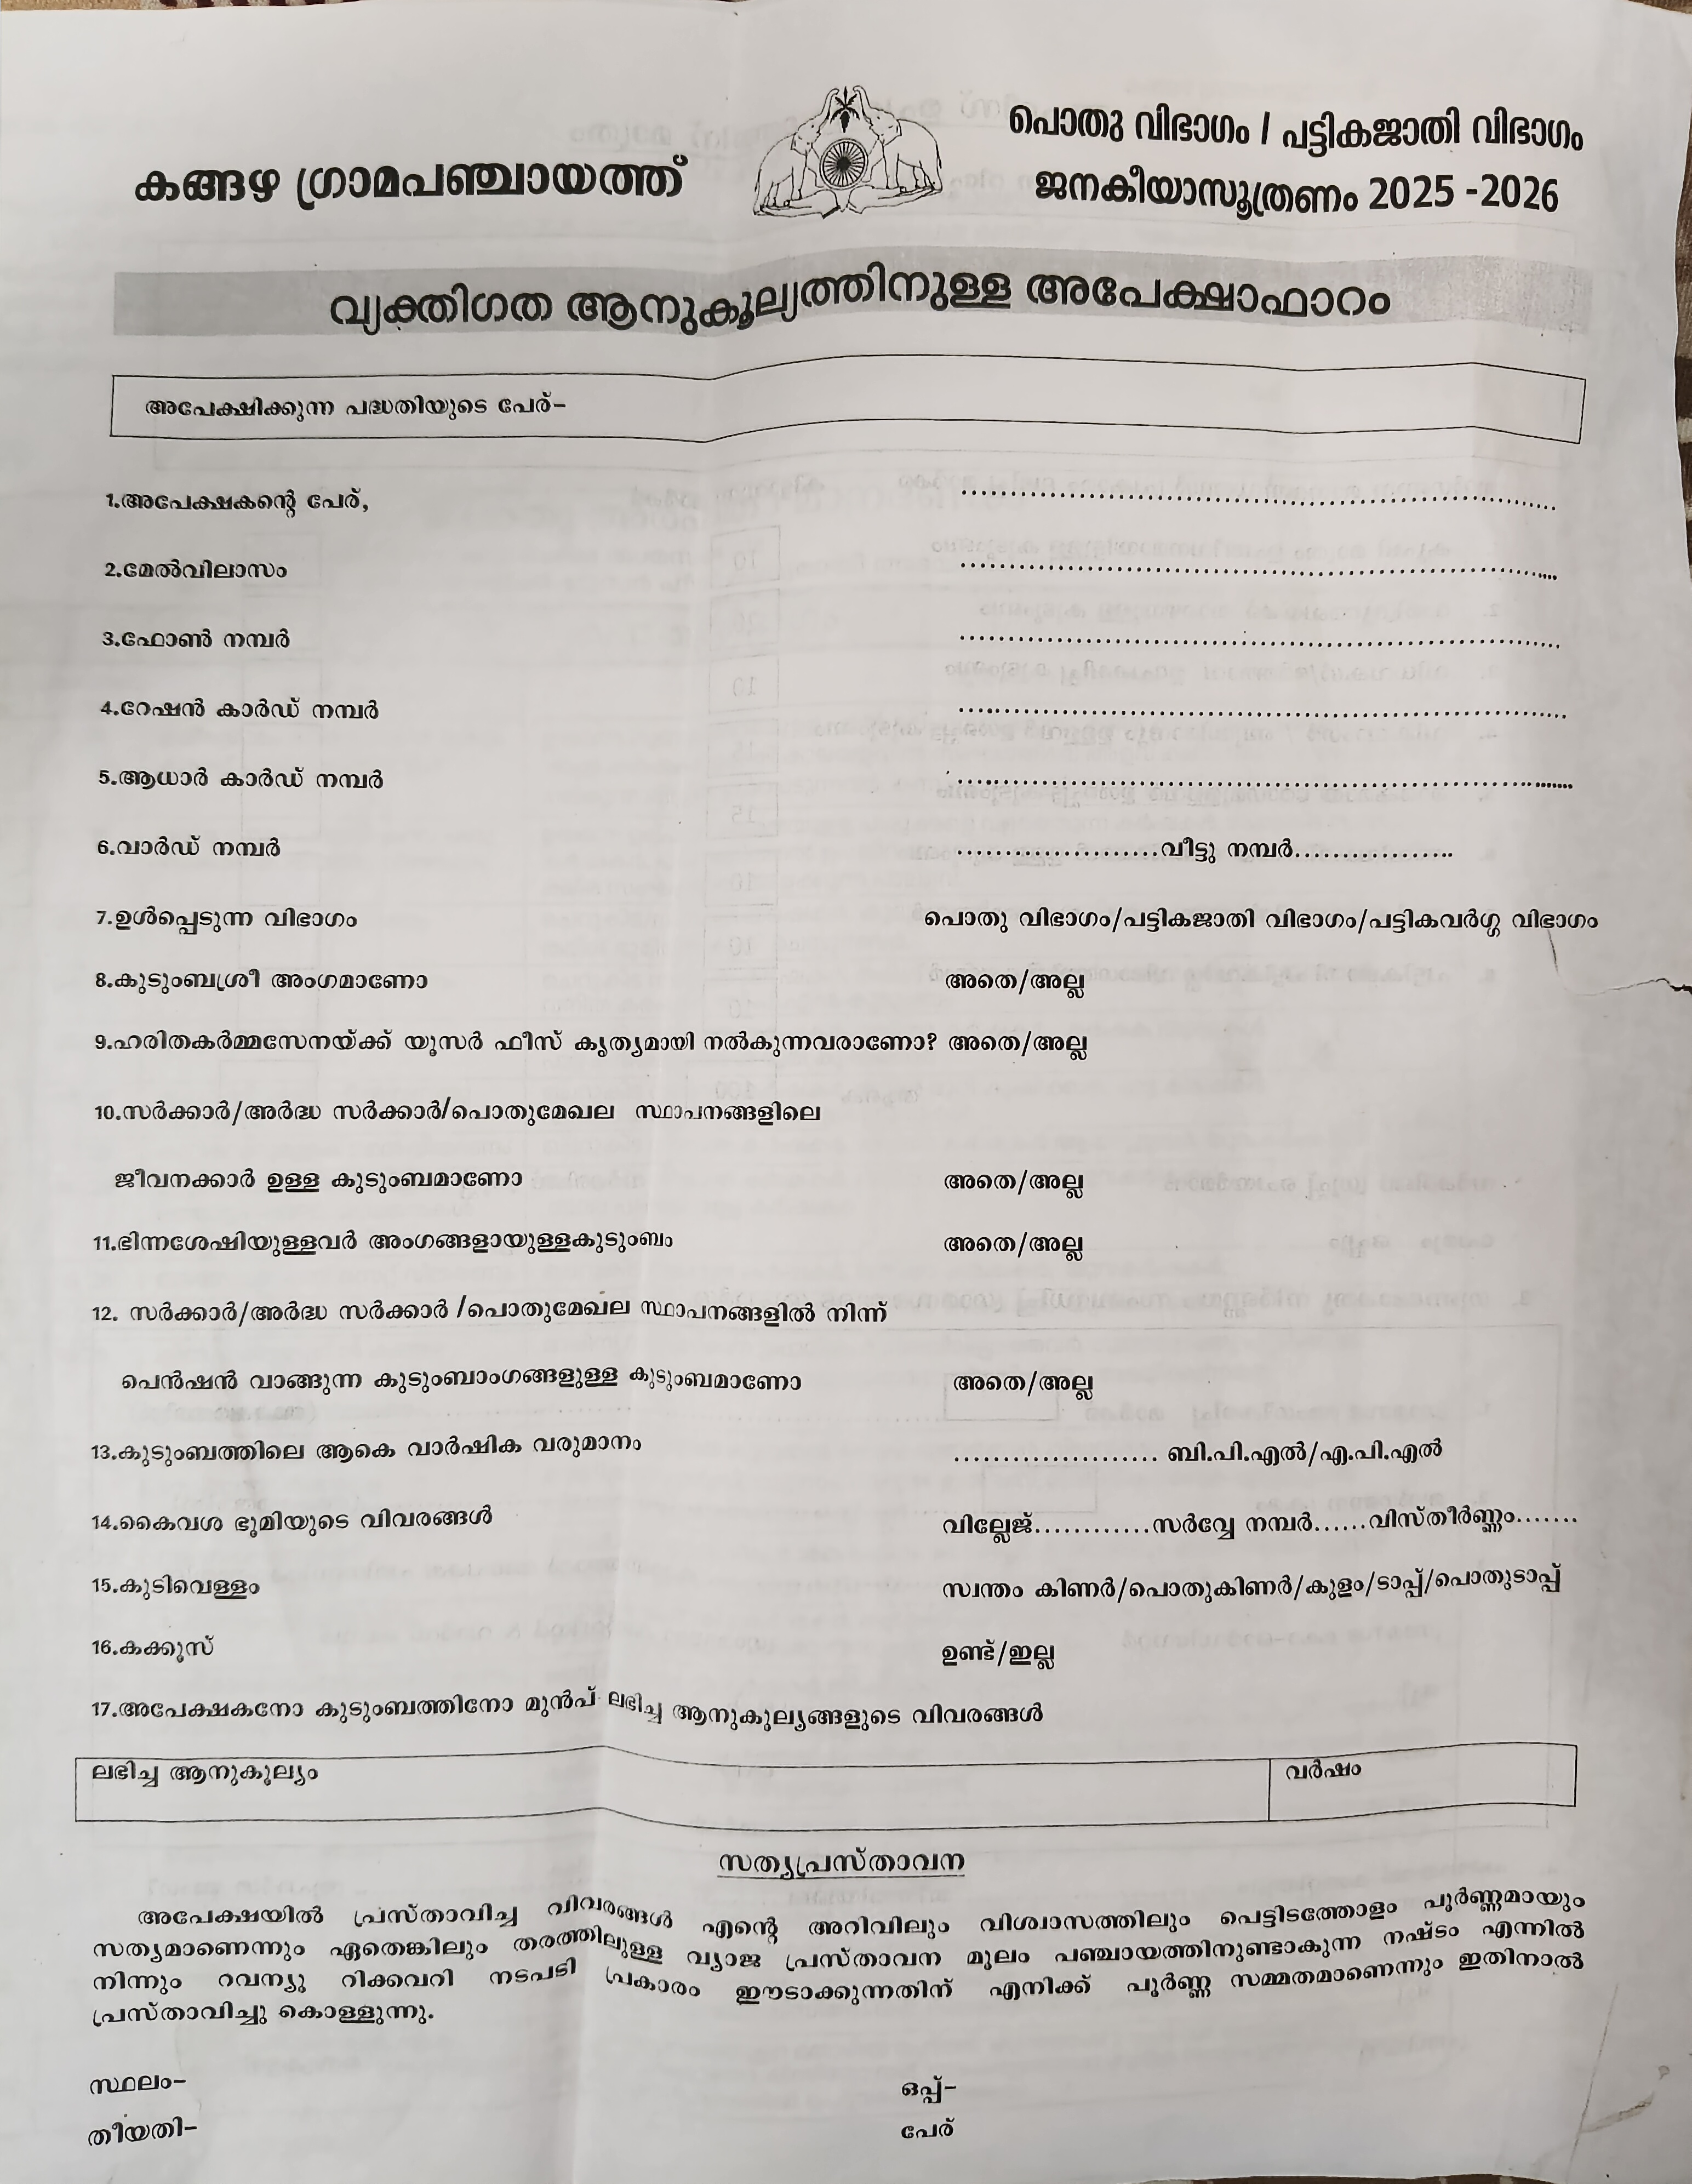 കങ്ങഴ ഗ്രാമപഞ്ചായത്ത്
പൊതു വിഭാഗം / പട്ടികജാതി വിഭാഗം
ജനകീയാസൂത്രണം 2025 -2026
വ്യക്തിഗത ആനുകൂല്യത്തിനുള്ള അപേക്ഷാഫാറം
അപേക്ഷിക്കുന്ന പദ്ധതിയുടെ പേര്-
1.അപേക്ഷകന്റെ പേര്, ................................................................
2.മേൽവിലാസം ................................................................
3.ഫോൺ നമ്പർ ................................................................
4.റേഷൻ കാർഡ് നമ്പർ ................................................................
5.ആധാർ കാർഡ് നമ്പർ ................................................................
6.വാർഡ് നമ്പർ ......................വീട്ടു നമ്പർ..................
7.ഉൾപ്പെടുന്ന വിഭാഗം പൊതു വിഭാഗം/പട്ടികജാതി വിഭാഗം/പട്ടികവർഗ്ഗ വിഭാഗം
8.കുടുംബശ്രീ അംഗമാണോ അതെ/അല്ല
9.ഹരിതകർമ്മസേനയ്ക്ക് യൂസർ ഫീസ് കൃത്യമായി നൽകുന്നവരാണോ? അതെ/അല്ല
10.സർക്കാർ/അർദ്ധ സർക്കാർ/പൊതുമേഖല സ്ഥാപനങ്ങളിലെ
ജീവനക്കാർ ഉള്ള കുടുംബമാണോ അതെ/അല്ല
11.ഭിന്നശേഷിയുള്ളവർ അംഗങ്ങളായുള്ളകുടുംബം അതെ/അല്ല
12. സർക്കാർ/അർദ്ധ സർക്കാർ /പൊതുമേഖല സ്ഥാപനങ്ങളിൽ നിന്ന്
പെൻഷൻ വാങ്ങുന്ന കുടുംബാംഗങ്ങളുള്ള കുടുംബമാണോ അതെ/അല്ല
13.കുടുംബത്തിലെ ആകെ വാർഷിക വരുമാനം ...................... ബി.പി.എൽ/എ.പി.എൽ
14.കൈവശ ഭൂമിയുടെ വിവരങ്ങൾ വില്ലേജ്............സർവ്വേ നമ്പർ......വിസ്തീർണ്ണം.......
15.കുടിവെള്ളം സ്വന്തം കിണർ/പൊതുകിണർ/കുളം/ടാപ്പ്/പൊതുടാപ്പ്
16.കക്കൂസ് ഉണ്ട്/ഇല്ല
17.അപേക്ഷകനോ കുടുംബത്തിനോ മുൻപ് ലഭിച്ച ആനുകൂല്യങ്ങളുടെ വിവരങ്ങൾ
ലഭിച്ച ആനുകൂല്യം വർഷം
സത്യപ്രസ്താവന
അപേക്ഷയിൽ പ്രസ്താവിച്ച വിവരങ്ങൾ എന്റെ അറിവിലും വിശ്വാസത്തിലും പെട്ടിടത്തോളം പൂർണ്ണമായും
സത്യമാണെന്നും ഏതെങ്കിലും തരത്തിലുള്ള വ്യാജ പ്രസ്താവന മൂലം പഞ്ചായത്തിനുണ്ടാകുന്ന നഷ്ടം എന്നിൽ
നിന്നും റവന്യൂ റിക്കവറി നടപടി പ്രകാരം ഈടാക്കുന്നതിന് എനിക്ക് പൂർണ്ണ സമ്മതമാണെന്നും ഇതിനാൽ
പ്രസ്താവിച്ചു കൊള്ളുന്നു.
സ്ഥലം- ഒപ്പ്-
തീയതി- പേര്